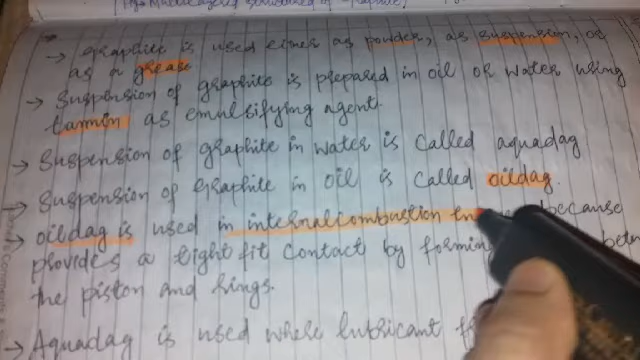 → graphite is used either as powder, as suspension, or
as a grease
→ Suspension of graphite is prepared in oil or water using
tannin as emulsifying agent.
→ Suspension of graphite in water is called aquadag
→ Suspension of graphite in oil is called oildag.
→ oildag is used in internal combustion because
provides a tight fit contact by
the piston and rings.
→ Aquadag is used where lubricant